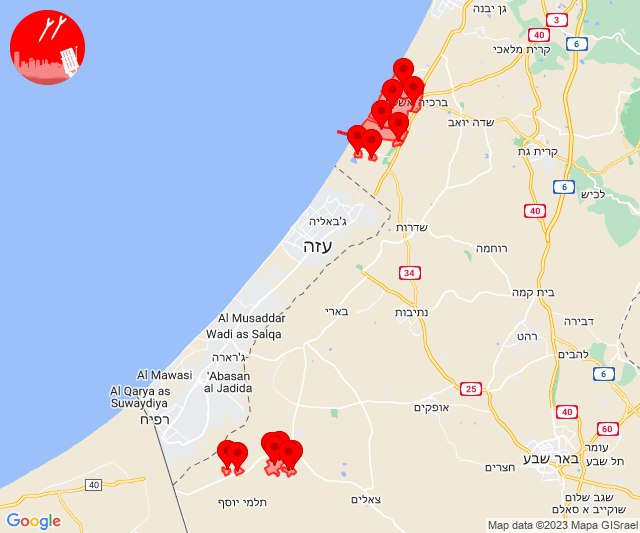 גן יבנה
3
40
6
קרית מלאכי
ברכיה
שדה יואב
קרית גת
6
לכיש
40
ג'באליה
עזה
שדרות
רוחמה
34
בית קמה
Al Musaddar
בארי
נתיבות
דבירה
Wadi as Salqa
רהט
ג'רארה
להבים
Al Mawasi
'Abasan
al Jadida
6
25
Al Qarya as
Suwaydiya
אופקים
רפיח
40
60
עומר
באר שבע
תל שבע
חצרים
3
40
שגב שלום
תלמי יוסף
צאלים
שוקייב א סאלם
Google
Map data ©2023 Mapa GISrael